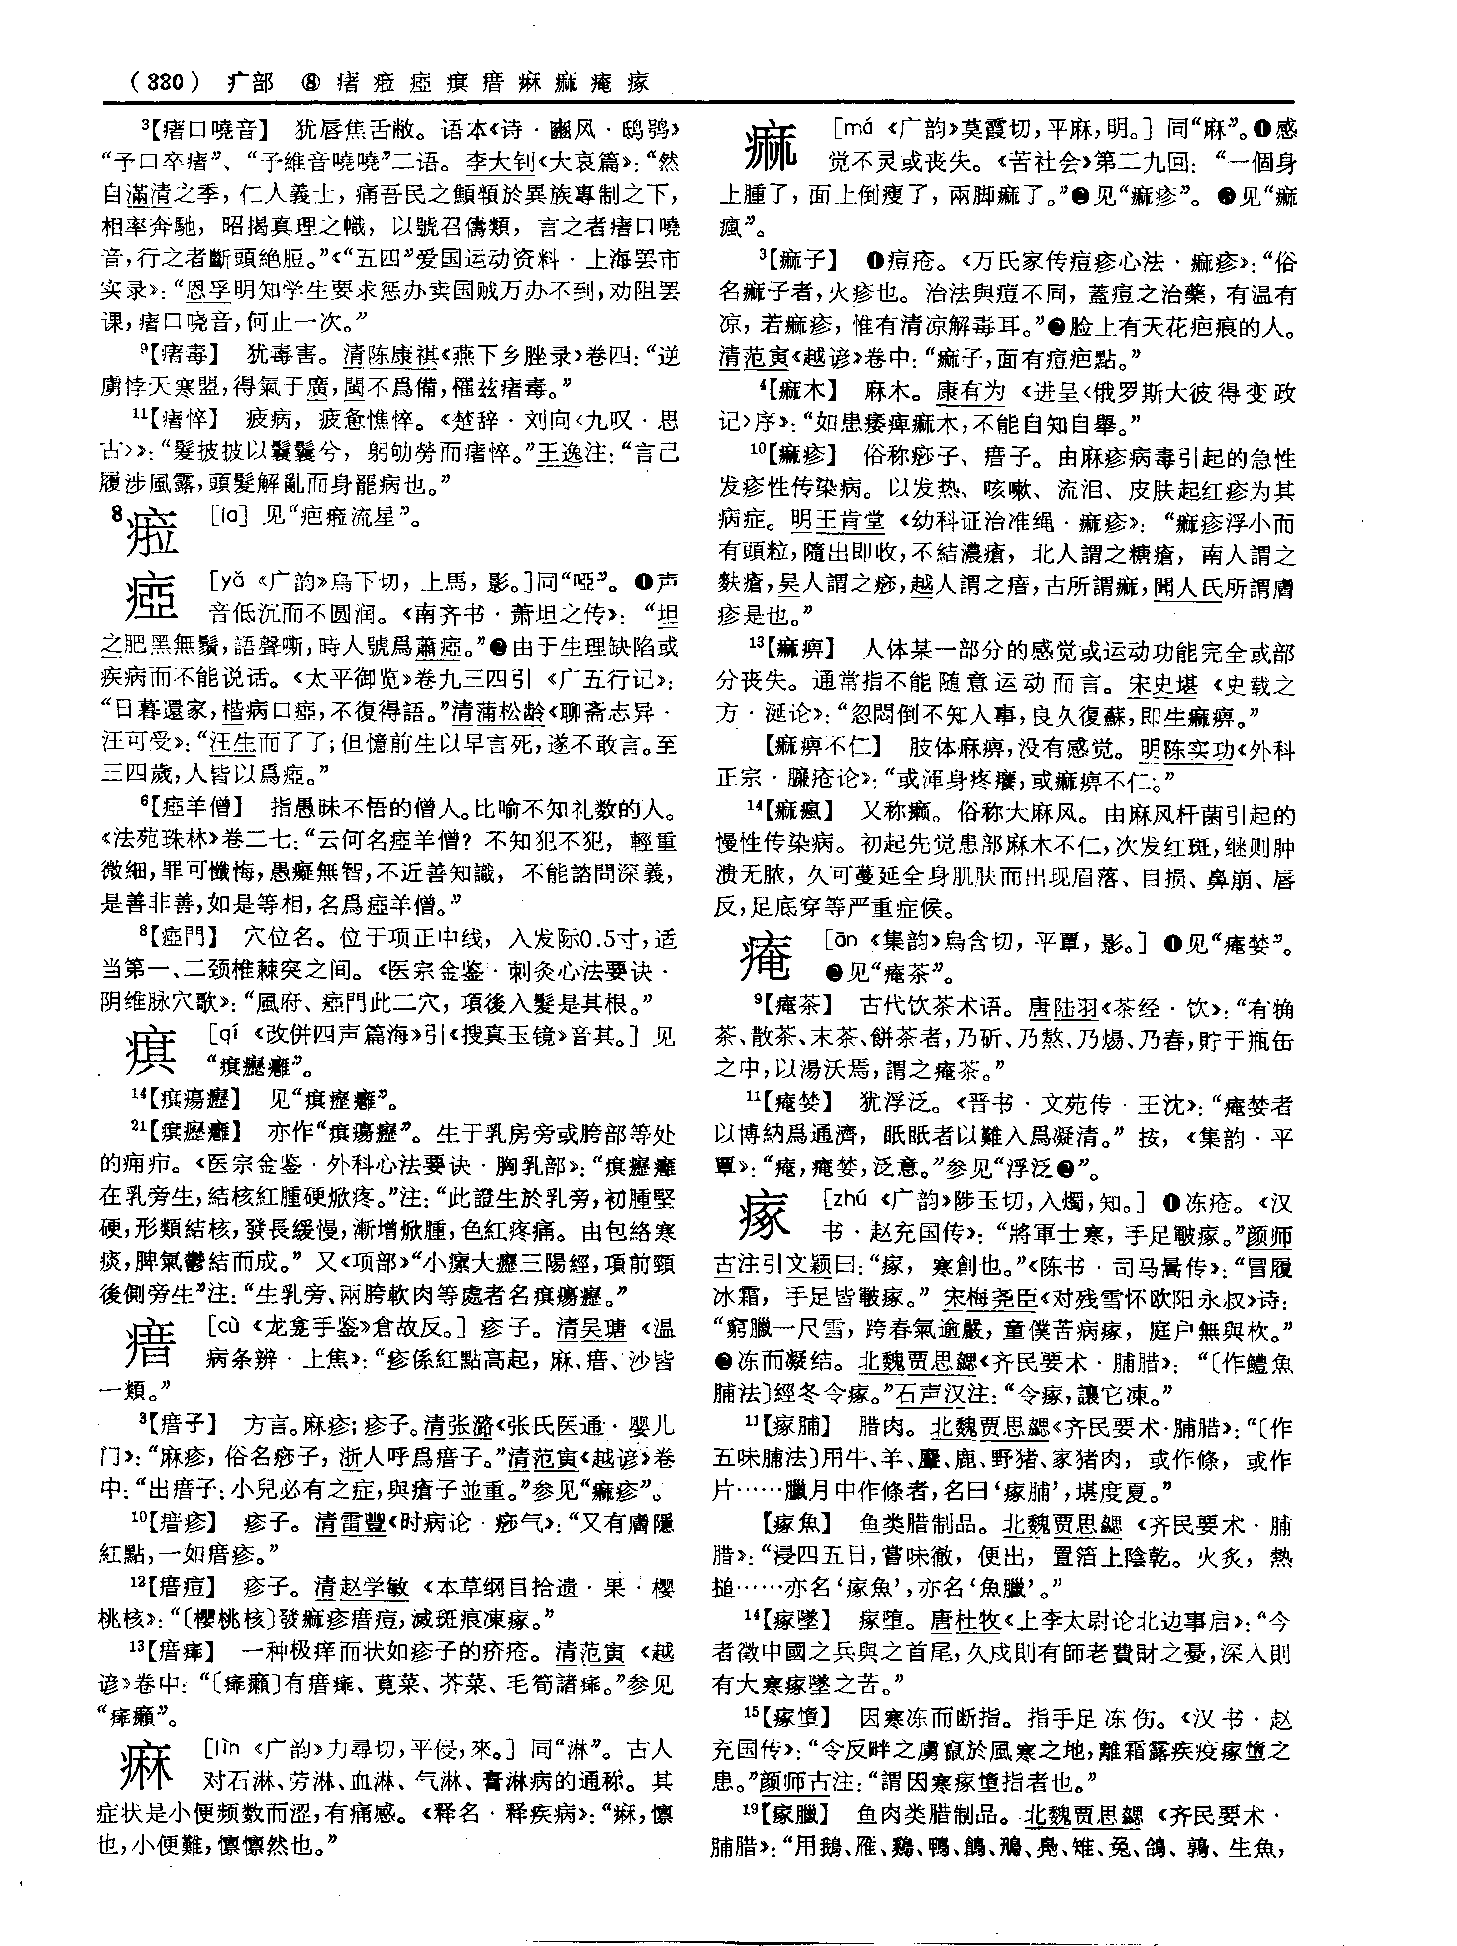 （330） 疒部 ⑧ 瘏 㾕 瘂 㾗 㾻 痳 痲 痷 瘃
³【瘏口嘵音】 犹唇焦舌敝。语本《诗·豳风·鸱鸮》
“予口卒瘏”、“予維音嘵嘵”二语。李大钊《大哀篇》：“然
自滿清之季，仁人義士，痛吾民之顛頓於異族專制之下，
相率奔馳，昭揭真理之幟，以號召儔類，言之者瘏口嘵
音，行之者斷頭絶脰。”《“五四”爱国运动资料·上海罢市
实录》：“恩孚明知学生要求惩办卖国贼万办不到，劝阻罢
课，瘏口哓音，何止一次。”
⁹【瘏毒】 犹毒害。清陈康祺《燕下乡脞录》卷四：“逆
虜悖天寒盟，得氣于廣，閩不爲備，罹兹瘏毒。”
¹¹【瘏悴】 疲病，疲惫憔悴。《楚辞·刘向〈九叹·思
古〉》：“髮披披以鬤鬤兮，躬劬勞而瘏悴。”王逸注：“言己
履涉風露，頭髮解亂而身罷病也。”
8 [la] 见“疤㾕流星”。
瘂 [yǎ 《广韵》烏下切，上馬，影。]同“啞”。❶声
音低沉而不圆润。《南齐书·萧坦之传》：“坦
之肥黑無鬚，語聲嘶，時人號爲蕭瘂。”❷由于生理缺陷或
疾病而不能说话。《太平御览》卷九三四引《广五行记》：
“日暮還家，楷病口瘂，不復得語。”清蒲松龄《聊斋志异·
汪可受》：“汪生而了了；但憶前生以早言死，遂不敢言。至
三四歲，人皆以爲瘂。”
⁶【瘂羊僧】 指愚昧不悟的僧人。比喻不知礼数的人。
《法苑珠林》卷二七：“云何名瘂羊僧？不知犯不犯，輕重
微細，罪可懺悔，愚癡無智，不近善知識，不能諮問深義，
是善非善，如是等相，名爲瘂羊僧。”
⁸【瘂門】 穴位名。位于项正中线，入发际0.5寸，适
当第一、二颈椎棘突之间。《医宗金鉴·刺灸心法要诀·
阴维脉穴歌》：“風府、瘂門此二穴，項後入髮是其根。”
㾗 [qí 《改併四声篇海》引《搜真玉镜》音其。] 见
“㾗癧癰”。
¹⁴【㾗瘍癧】 见“㾗癧癰”。
²¹【㾗癧癰】 亦作“㾗瘍癧”。生于乳房旁或胯部等处
的痈疖。《医宗金鉴·外科心法要诀·胸乳部》：“㾗癧癰
在乳旁生，結核紅腫硬焮疼。”注：“此證生於乳旁，初腫堅
硬，形類結核，發長緩慢，漸增焮腫，色紅疼痛。由包絡寒
痰，脾氣鬱結而成。” 又《项部》“小瘰大癧三陽經，項前頸
後側旁生”注：“生乳旁、兩胯軟肉等處者名㾗瘍癧。”
㾻 [cù 《龙龛手鉴》倉故反。] 疹子。清吴瑭《温
病条辨·上焦》：“疹係紅點高起，麻、㾻、沙皆
一類。”
³【㾻子】 方言。麻疹；疹子。清张潞《张氏医通·婴儿
门》：“麻疹，俗名痧子，浙人呼爲㾻子。”清范寅《越谚》卷
中：“出㾻子：小兒必有之症，與瘡子並重。”参见“痲疹”。
¹⁰【㾻疹】 疹子。清雷豐《时病论·痧气》：“又有膚隱
紅點，一如㾻疹。”
¹²【㾻痘】 疹子。清赵学敏《本草纲目拾遗·果·樱
桃核》：“〔櫻桃核〕發痲疹㾻痘，滅斑痕凍瘃。”
¹³【㾻㾕】 一种极痒而状如疹子的疥疮。清范寅《越
谚》卷中：“〔㾕癩〕有㾻㾕、莧菜、芥菜、毛筍諸㾕。”参见
“㾕癩”。
痳 [lìn 《广韵》力尋切，平侵，來。] 同“淋”。古人
对石淋、劳淋、血淋、气淋、膏淋病的通称。其
症状是小便频数而涩，有痛感。《释名·释疾病》：“痳，懍
也，小便難，懍懍然也。”
痲 [má 《广韵》莫霞切，平麻，明。] 同“麻”。❶感
觉不灵或丧失。《苦社会》第二九回：“一個身
上腫了，面上倒瘦了，兩脚痲了。”❷见“痲疹”。❸见“痲
瘋”。
³【痲子】 ❶痘疮。《万氏家传痘疹心法·痲疹》：“俗
名痲子者，火疹也。治法與痘不同，蓋痘之治藥，有温有
凉，若痲疹，惟有清凉解毒耳。”❷脸上有天花疤痕的人。
清范寅《越谚》卷中：“痲子，面有痘疤點。”
⁴【痲木】 麻木。康有为《进呈〈俄罗斯大彼得变政
记〉序》：“如患痿痺痲木，不能自知自舉。”
¹⁰【痲疹】 俗称痧子、㾻子。由麻疹病毒引起的急性
发疹性传染病。以发热、咳嗽、流泪、皮肤起红疹为其
病症。明王肯堂《幼科证治准绳·痲疹》：“痲疹浮小而
有頭粒，隨出即收，不結濃瘡，北人謂之糖瘡，南人謂之
麩瘡，吴人謂之痧，越人謂之㾻，古所謂痲，聞人氏所謂膚
疹是也。”
¹³【痲痹】 人体某一部分的感觉或运动功能完全或部
分丧失。通常指不能随意运动而言。宋史堪《史载之
方·涎论》：“忽悶倒不知人事，良久復蘇，即生痲痹。”
【痲痹不仁】 肢体麻痹，没有感觉。明陈实功《外科
正宗·臁疮论》：“或渾身疼癢，或痲痹不仁。”
¹⁴【痲瘋】 又称癞。俗称大麻风。由麻风杆菌引起的
慢性传染病。初起先觉患部麻木不仁，次发红斑，继则肿
溃无脓，久可蔓延全身肌肤而出现眉落、目损、鼻崩、唇
反，足底穿等严重症候。
痷 [ān 《集韵》烏含切，平覃，影。] ❶见“痷婪”。
❷见“痷茶”。
⁹【痷茶】 古代饮茶术语。唐陆羽《茶经·饮》：“有觕
茶、散茶、末茶、餅茶者，乃斫、乃熬、乃煬、乃舂，貯于瓶缶
之中，以湯沃焉，謂之痷茶。”
¹¹【痷婪】 犹浮泛。《晋书·文苑传·王沈》：“痷婪者
以博納爲通濟，眂眂者以難入爲凝清。” 按，《集韵·平
覃》：“痷，痷婪，泛意。”参见“浮泛❷”。
瘃 [zhú 《广韵》陟玉切，入燭，知。] ❶冻疮。《汉
书·赵充国传》：“將軍士寒，手足皸瘃。”颜师
古注引文颖曰：“瘃，寒創也。”《陈书·司马暠传》：“冒履
冰霜，手足皆皸瘃。” 宋梅尧臣《对残雪怀欧阳永叔》诗：
“窮臘一尺雪，跨春氣逾嚴，童僕苦病瘃，庭户無與杴。”
❷冻而凝结。北魏贾思勰《齐民要术·脯腊》：“〔作鱧魚
脯法〕經冬令瘃。”石声汉注：“令瘃，讓它凍。”
¹¹【瘃脯】 腊肉。北魏贾思勰《齐民要术·脯腊》：“〔作
五味脯法〕用牛、羊、麞、鹿、野猪、家猪肉，或作條，或作
片……臘月中作條者，名曰‘瘃脯’，堪度夏。”
【瘃魚】 鱼类腊制品。北魏贾思勰《齐民要术·脯
腊》：“浸四五日，嘗味徹，便出，置箔上陰乾。火炙，熱
搥……亦名‘瘃魚’，亦名‘魚臘’。”
¹⁴【瘃墜】 瘃堕。唐杜牧《上李太尉论北边事启》：“今
者徵中國之兵與之首尾，久戍則有師老費財之憂，深入則
有大寒瘃墜之苦。”
¹⁵【瘃墯】 因寒冻而断指。指手足冻伤。《汉书·赵
充国传》：“令反畔之虜竄於風寒之地，離霜露疾疫瘃墯之
患。”颜师古注：“謂因寒瘃墯指者也。”
¹⁹【瘃臘】 鱼肉类腊制品。北魏贾思勰《齐民要术·
脯腊》：“用鵝、雁、鷄、鴨、鶬、鳵、鳧、雉、兔、鴿、鶉、生魚，